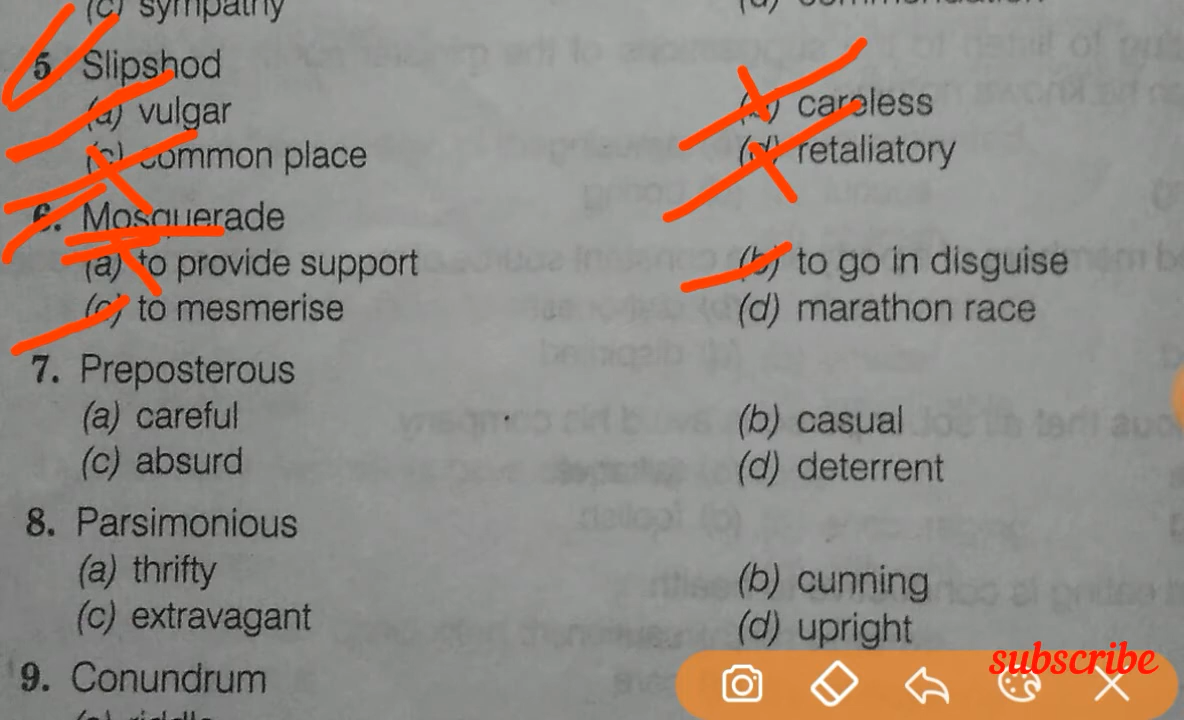 (c) sympathy
5. Slipshod
(a) vulgar (b) careless
(c) common place (d) retaliatory
6. Mosquerade
(a) to provide support (b) to go in disguise
(c) to mesmerise (d) marathon race
7. Preposterous
(a) careful (b) casual
(c) absurd (d) deterrent
8. Parsimonious
(a) thrifty (b) cunning
(c) extravagant (d) upright
subscribe
9. Conundrum
(a) riddle